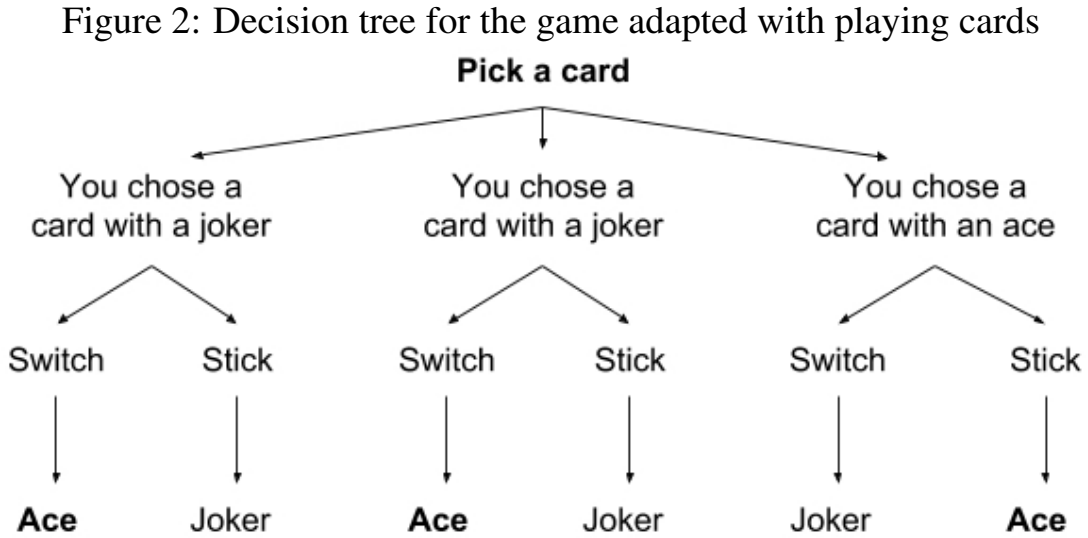 Figure 2: Decision tree for the game adapted with playing cards
Pick a card
You chose a
card with a joker
You chose a
card with a joker
You chose a
card with an ace
Switch
Stick
Switch
Stick
Switch
Stick
Ace
Joker
Ace
Joker
Joker
Ace